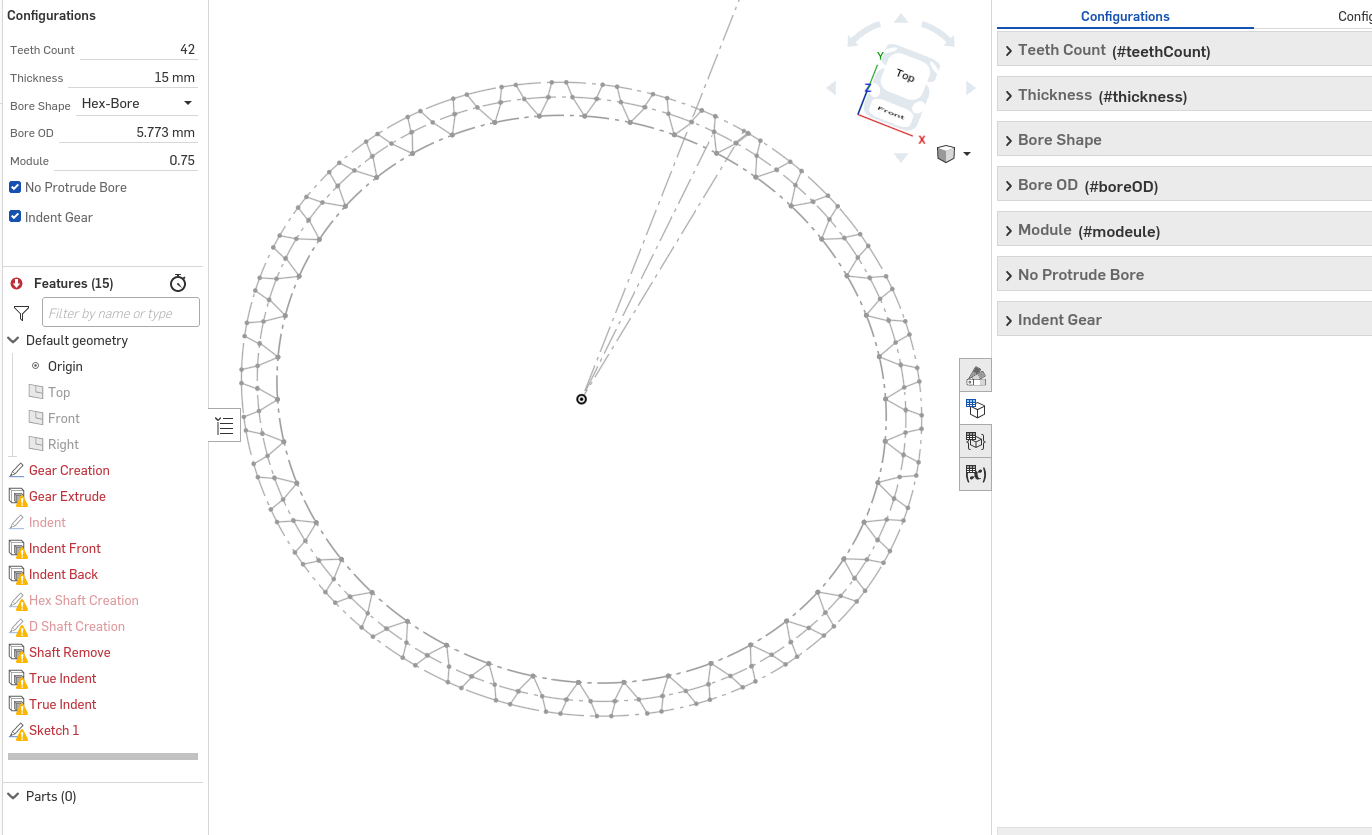 Configurations
Teeth Count 42
Thickness 15 mm
Bore Shape Hex-Bore
Bore OD 5.773 mm
Module 0.75
No Protrude Bore
Indent Gear
Features (15)
Filter by name or type
Default geometry
Origin
Top
Front
Right
Gear Creation
Gear Extrude
Indent
Indent Front
Indent Back
Hex Shaft Creation
D Shaft Creation
Shaft Remove
True Indent
True Indent
Sketch 1
Parts (0)
Y
Top
Z
Front
X
(x)
Configurations
Config
Teeth Count (#teethCount)
Thickness (#thickness)
Bore Shape
Bore OD (#boreOD)
Module (#modeule)
No Protrude Bore
Indent Gear